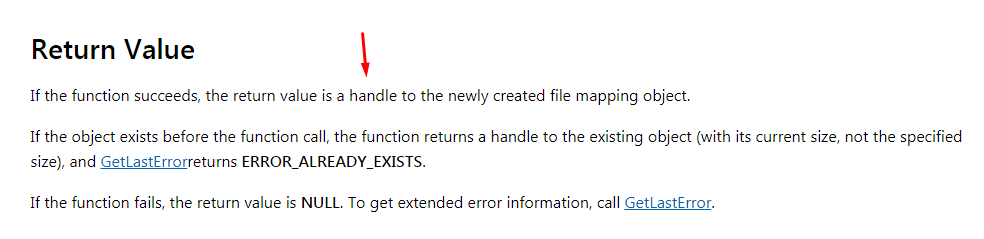 Return Value
If the function succeeds, the return value is a handle to the newly created file mapping object.
If the object exists before the function call, the function returns a handle to the existing object (with its current size, not the specified
size), and GetLastErrorreturns ERROR_ALREADY_EXISTS.
If the function fails, the return value is NULL. To get extended error information, call GetLastError.